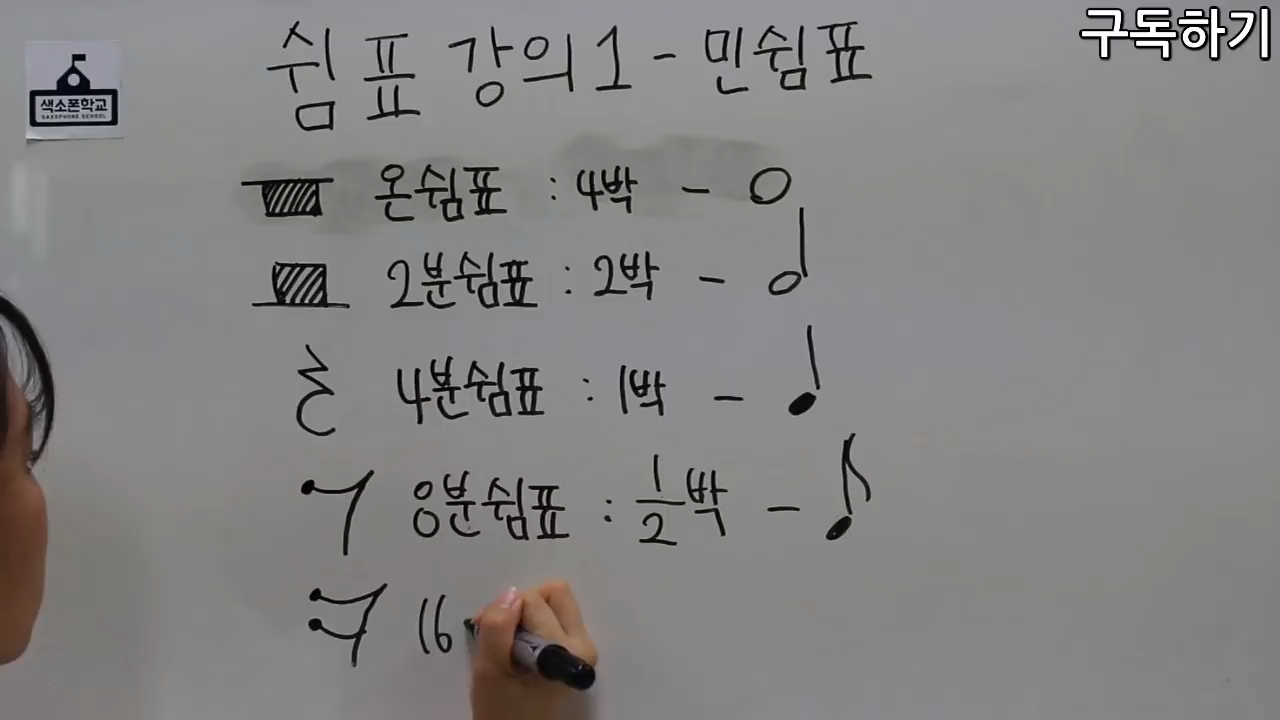 구독하기
색소폰학교
SAXOPHONE SCHOOL
쉼표 강의 1 - 민쉼표
온쉼표 : 4박 -
2분쉼표 : 2박 -
4분쉼표 : 1박 -
8분쉼표 : 1/2박 -
16